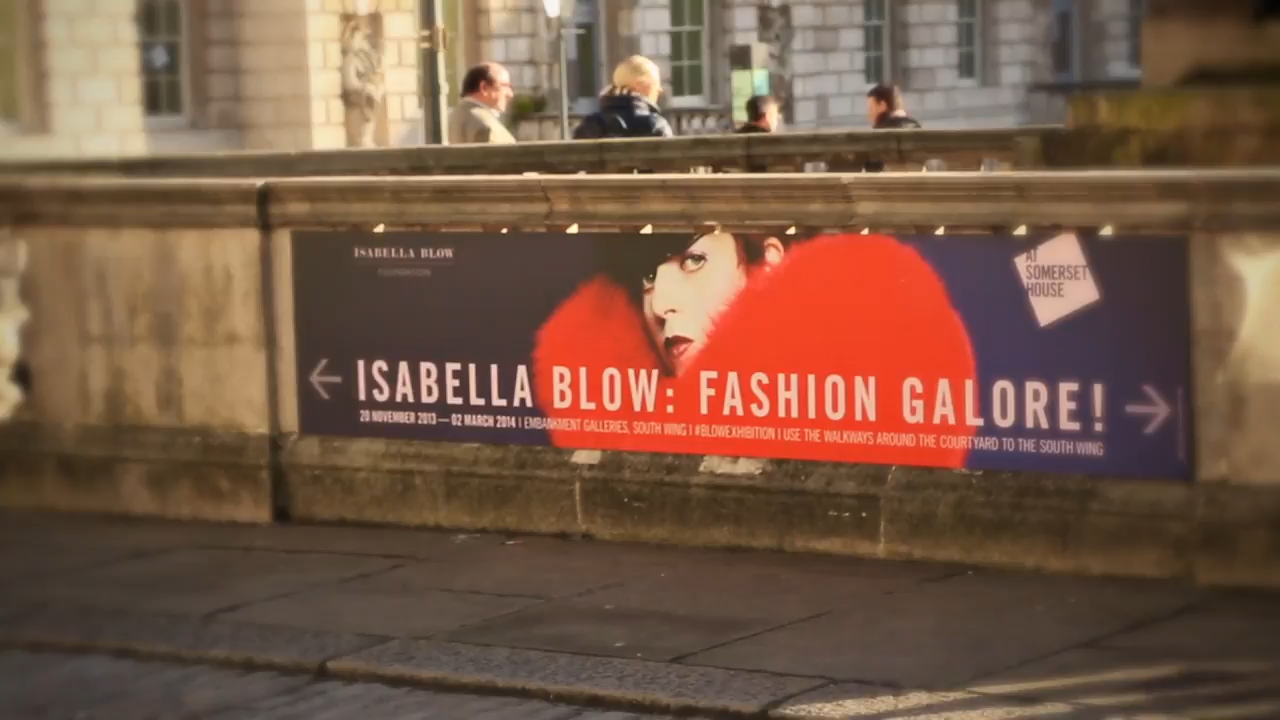 ISABELLA BLOW
FOUNDATION
AT
SOMERSET
HOUSE
ISABELLA BLOW: FASHION GALORE!
20 NOVEMBER 2013 — 02 MARCH 2014 | EMBANKMENT GALLERIES, SOUTH WING | #BLOWEXHIBITION | USE THE WALKWAYS AROUND THE COURTYARD TO THE SOUTH WING